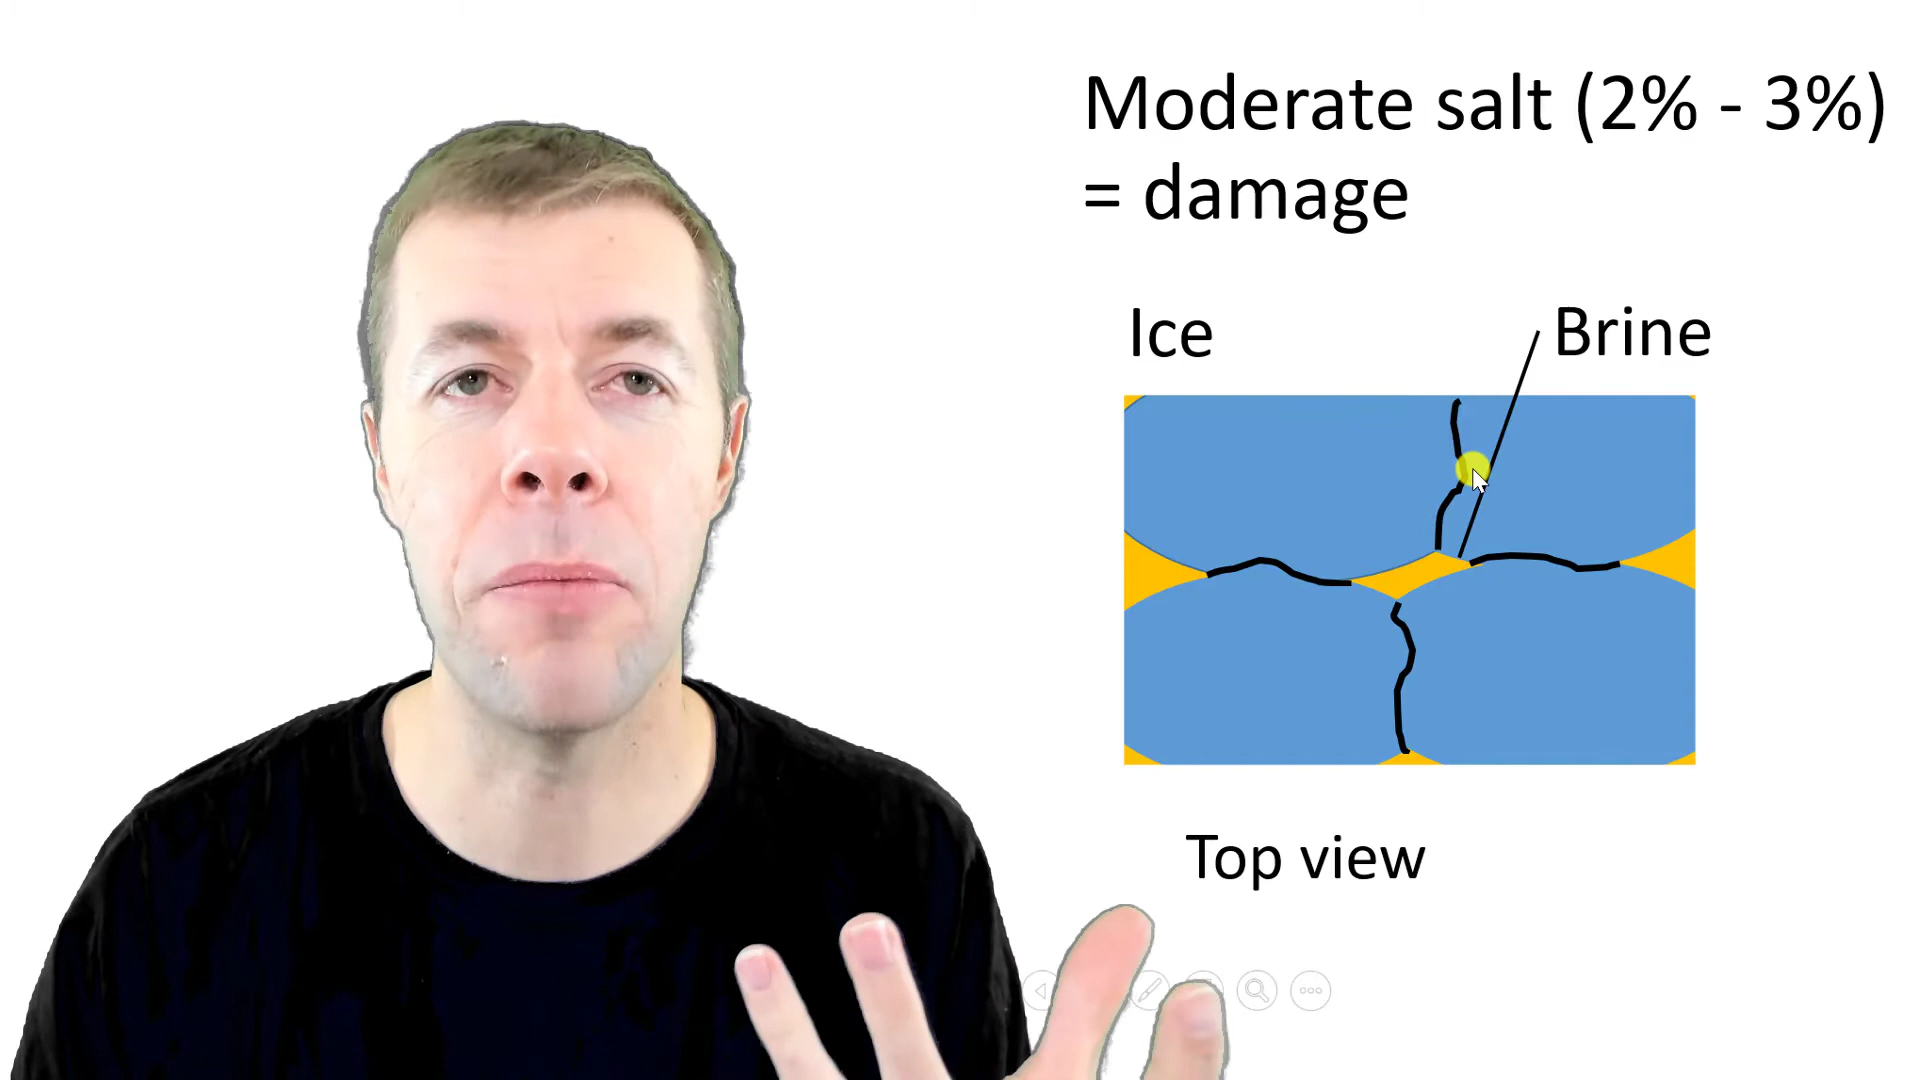 Moderate salt (2% - 3%)
= damage
Ice
Brine
Top view